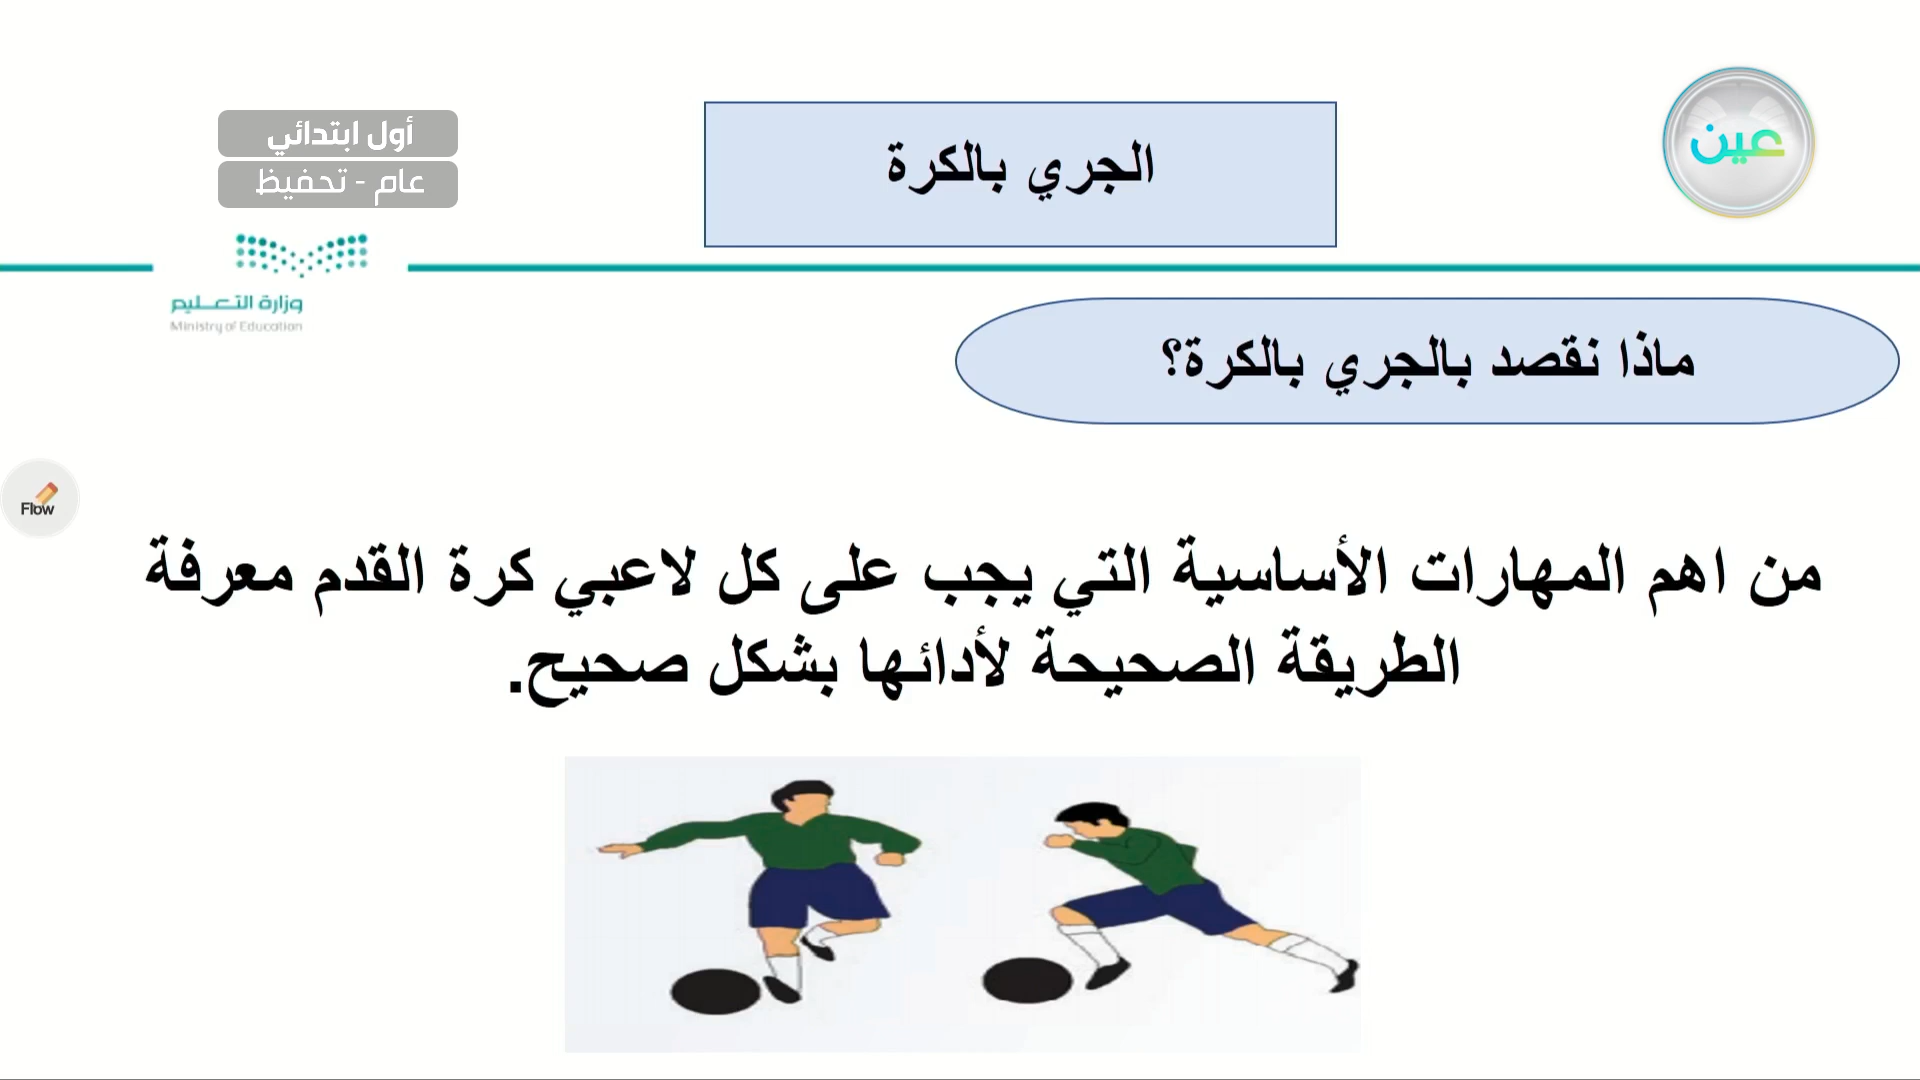 أول ابتدائي
عام - تحفيظ
الجري بالكرة
عين
وزارة التعليم
Ministry of Education
ماذا نقصد بالجري بالكرة؟
Flow
من اهم المهارات الأساسية التي يجب على كل لاعبي كرة القدم معرفة
الطريقة الصحيحة لأدائها بشكل صحيح.